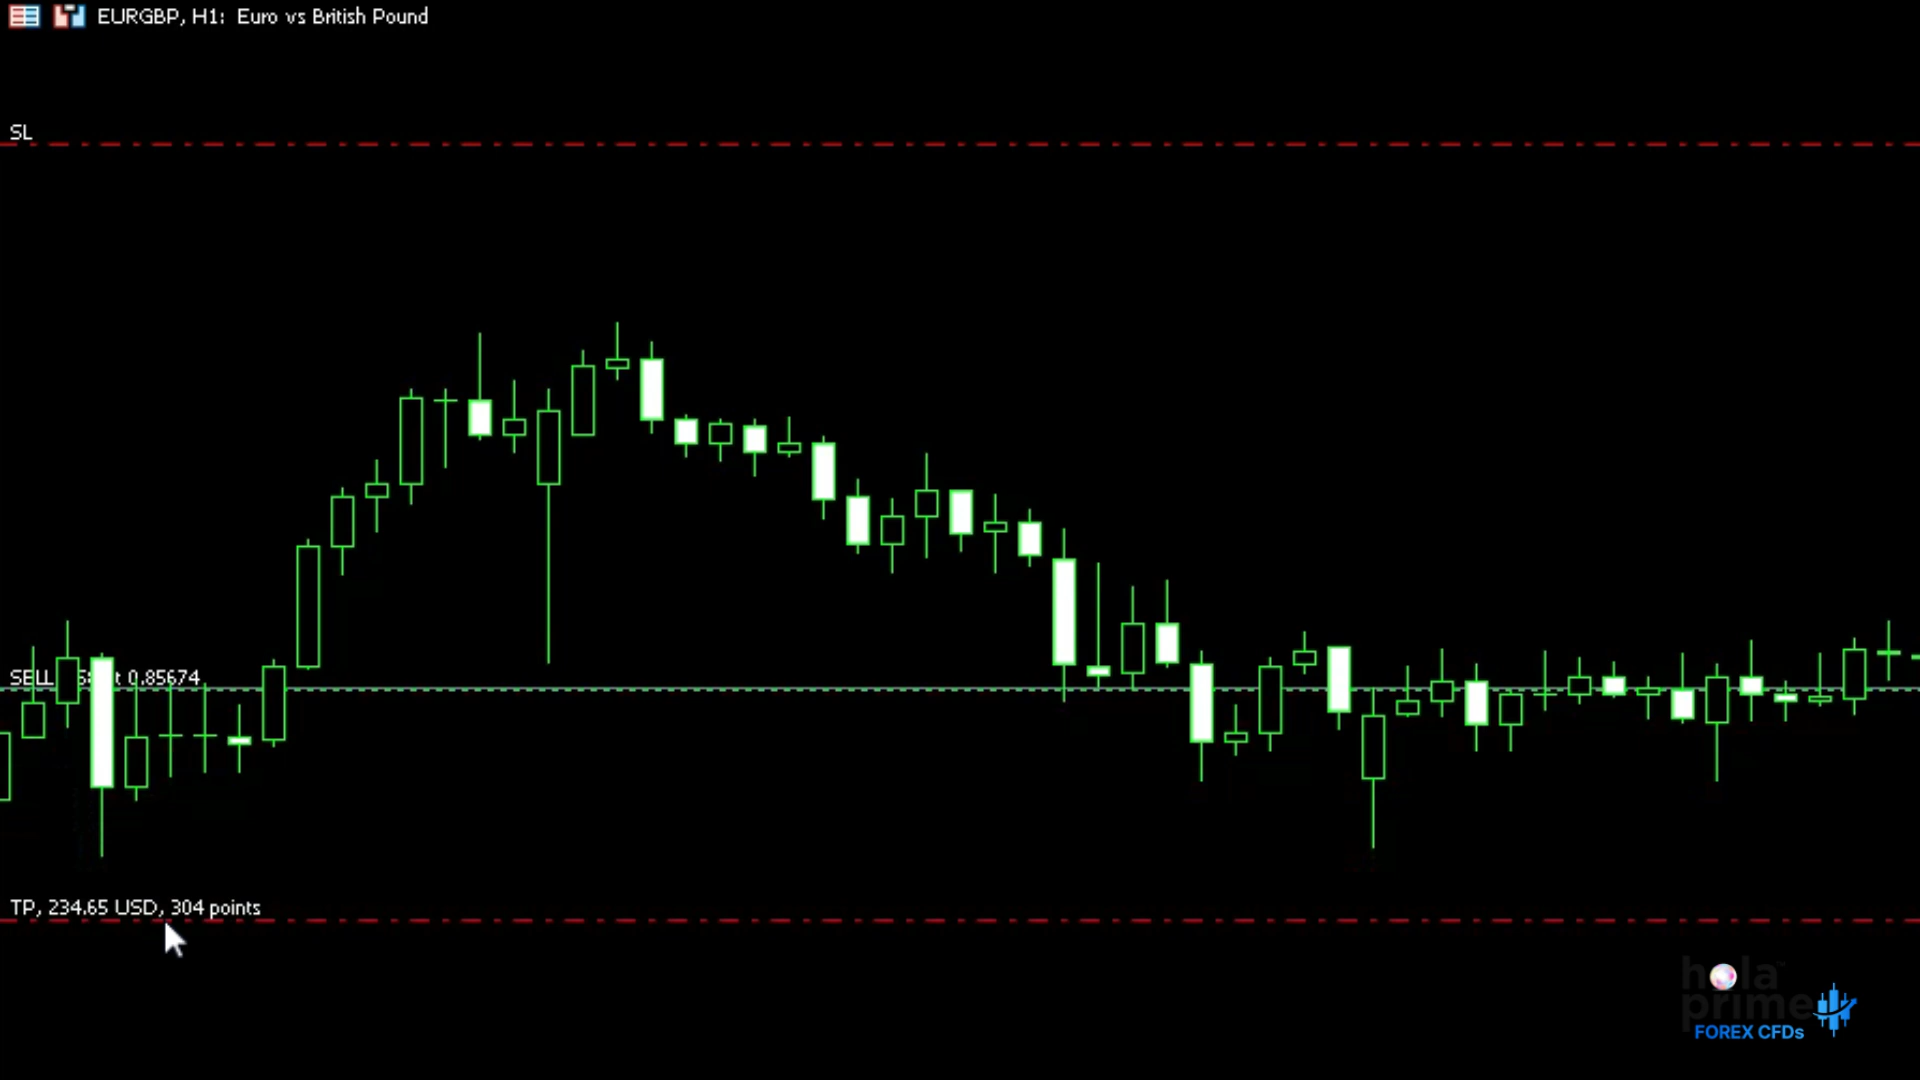 EURGBP, H1: Euro vs British Pound
SL
SELL at 0.85674
TP, 234.65 USD, 304 points
hola
prime
FOREX CFDs